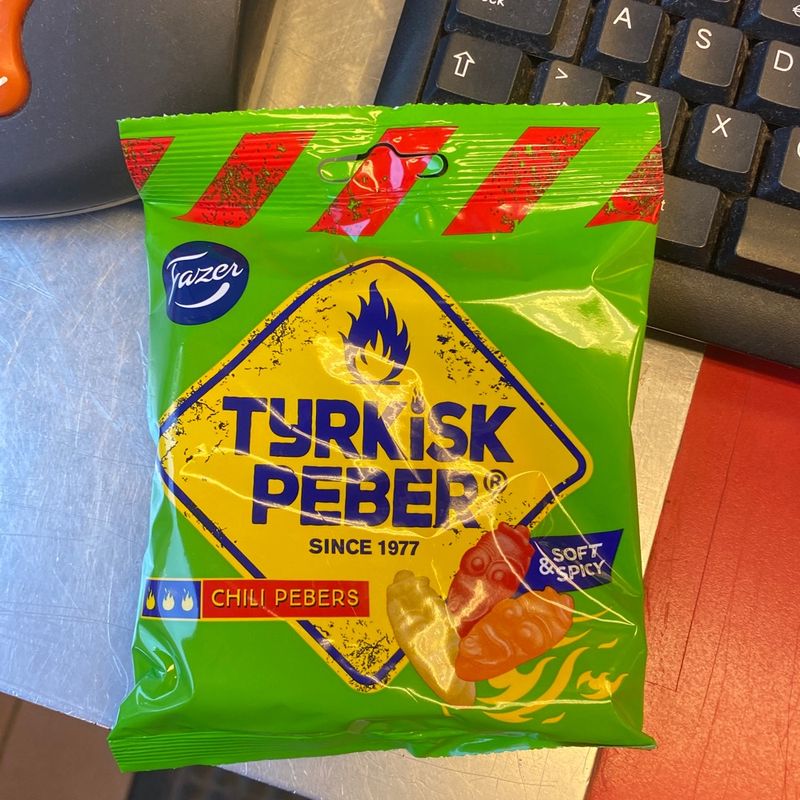 A
S
D
>
Z
X
Fazer
TYRKiSK
PEBER®
SINCE 1977
SOFT
& SPICY
CHILI PEBERS